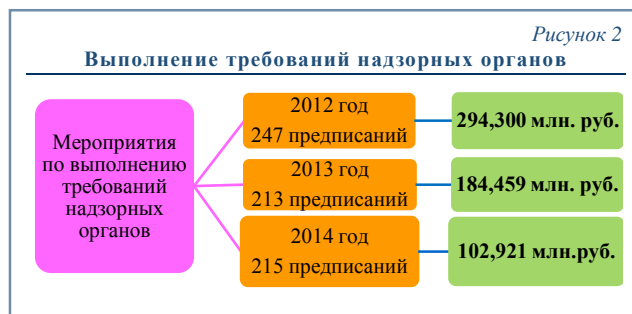 Рисунок 2
Выполнение требований надзорных органов
Мероприятия
по выполнению
требований
надзорных
органов
2012 год
247 предписаний
294,300 млн. руб.
2013 год
213 предписаний
184,459 млн. руб.
2014 год
215 предписаний
102,921 млн.руб.